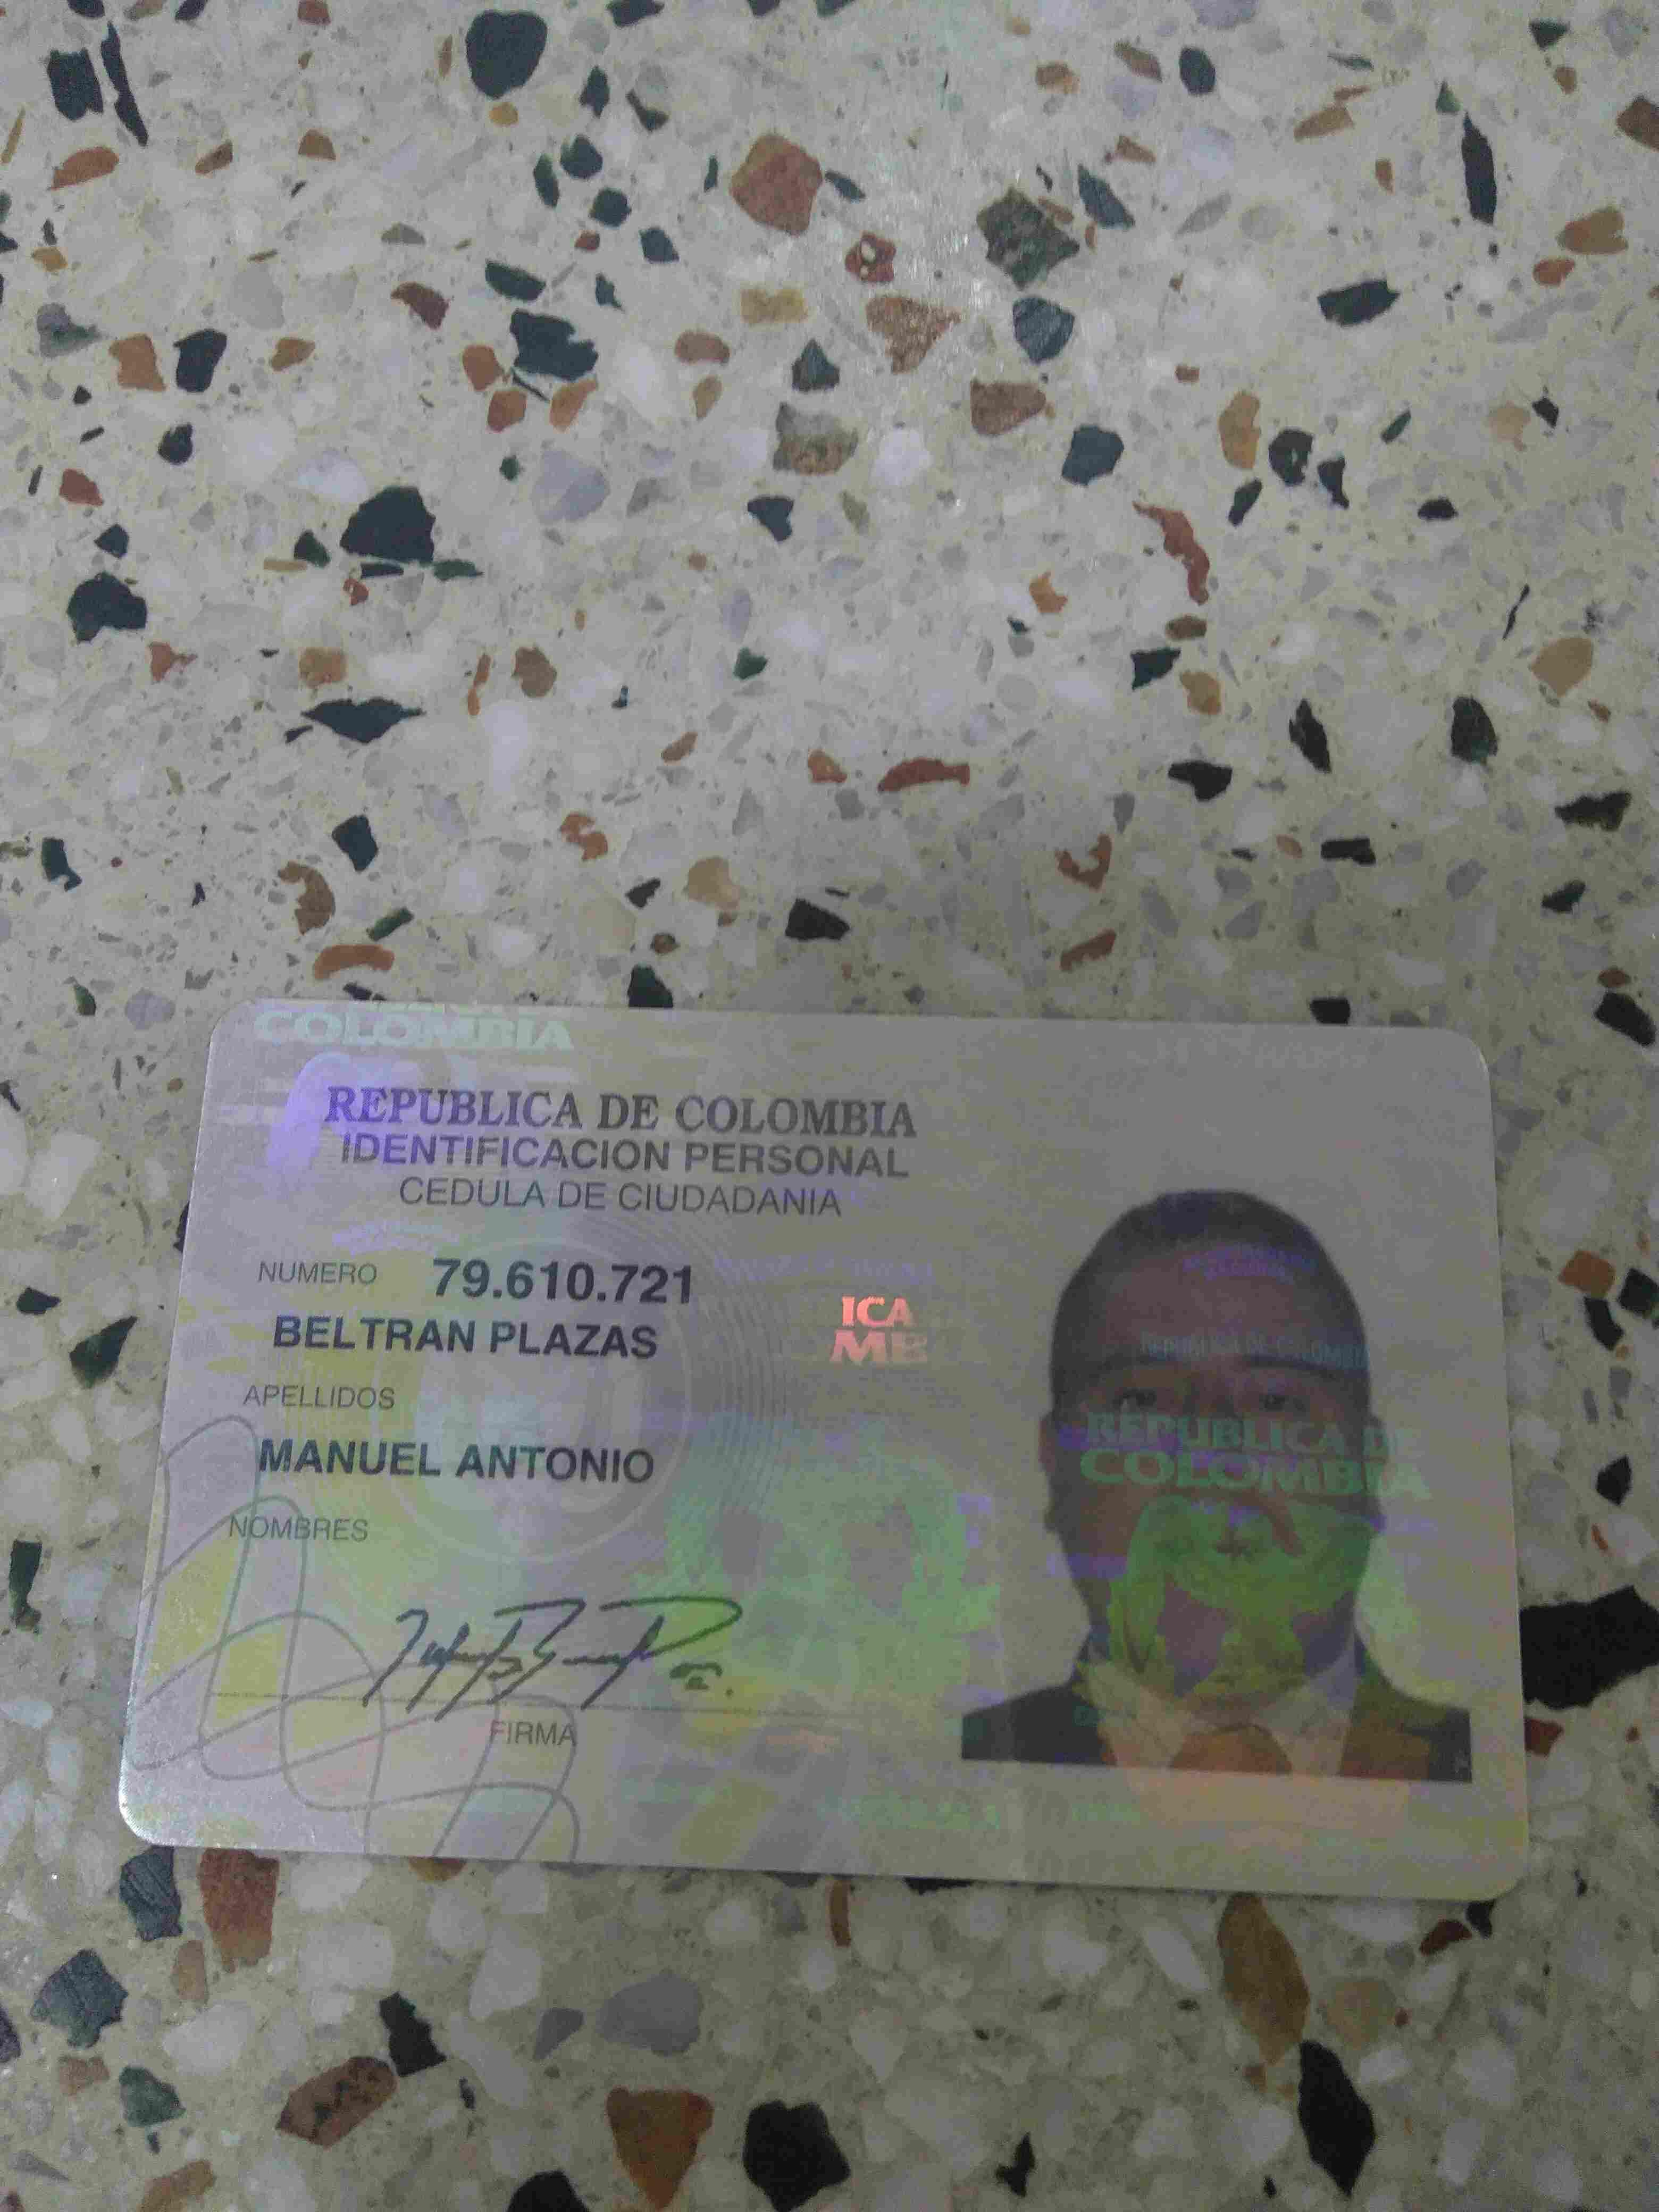 COLOMBIA
REPUBLICA DE COLOMBIA
IDENTIFICACION PERSONAL
CEDULA DE CIUDADANIA
NUMERO 79.610.721
BELTRAN PLAZAS
APELLIDOS
MANUEL ANTONIO
NOMBRES
FIRMA
ICA
MB
REPUBLICA DE COLOMBIA
REPUBLICA DE
COLOMBIA